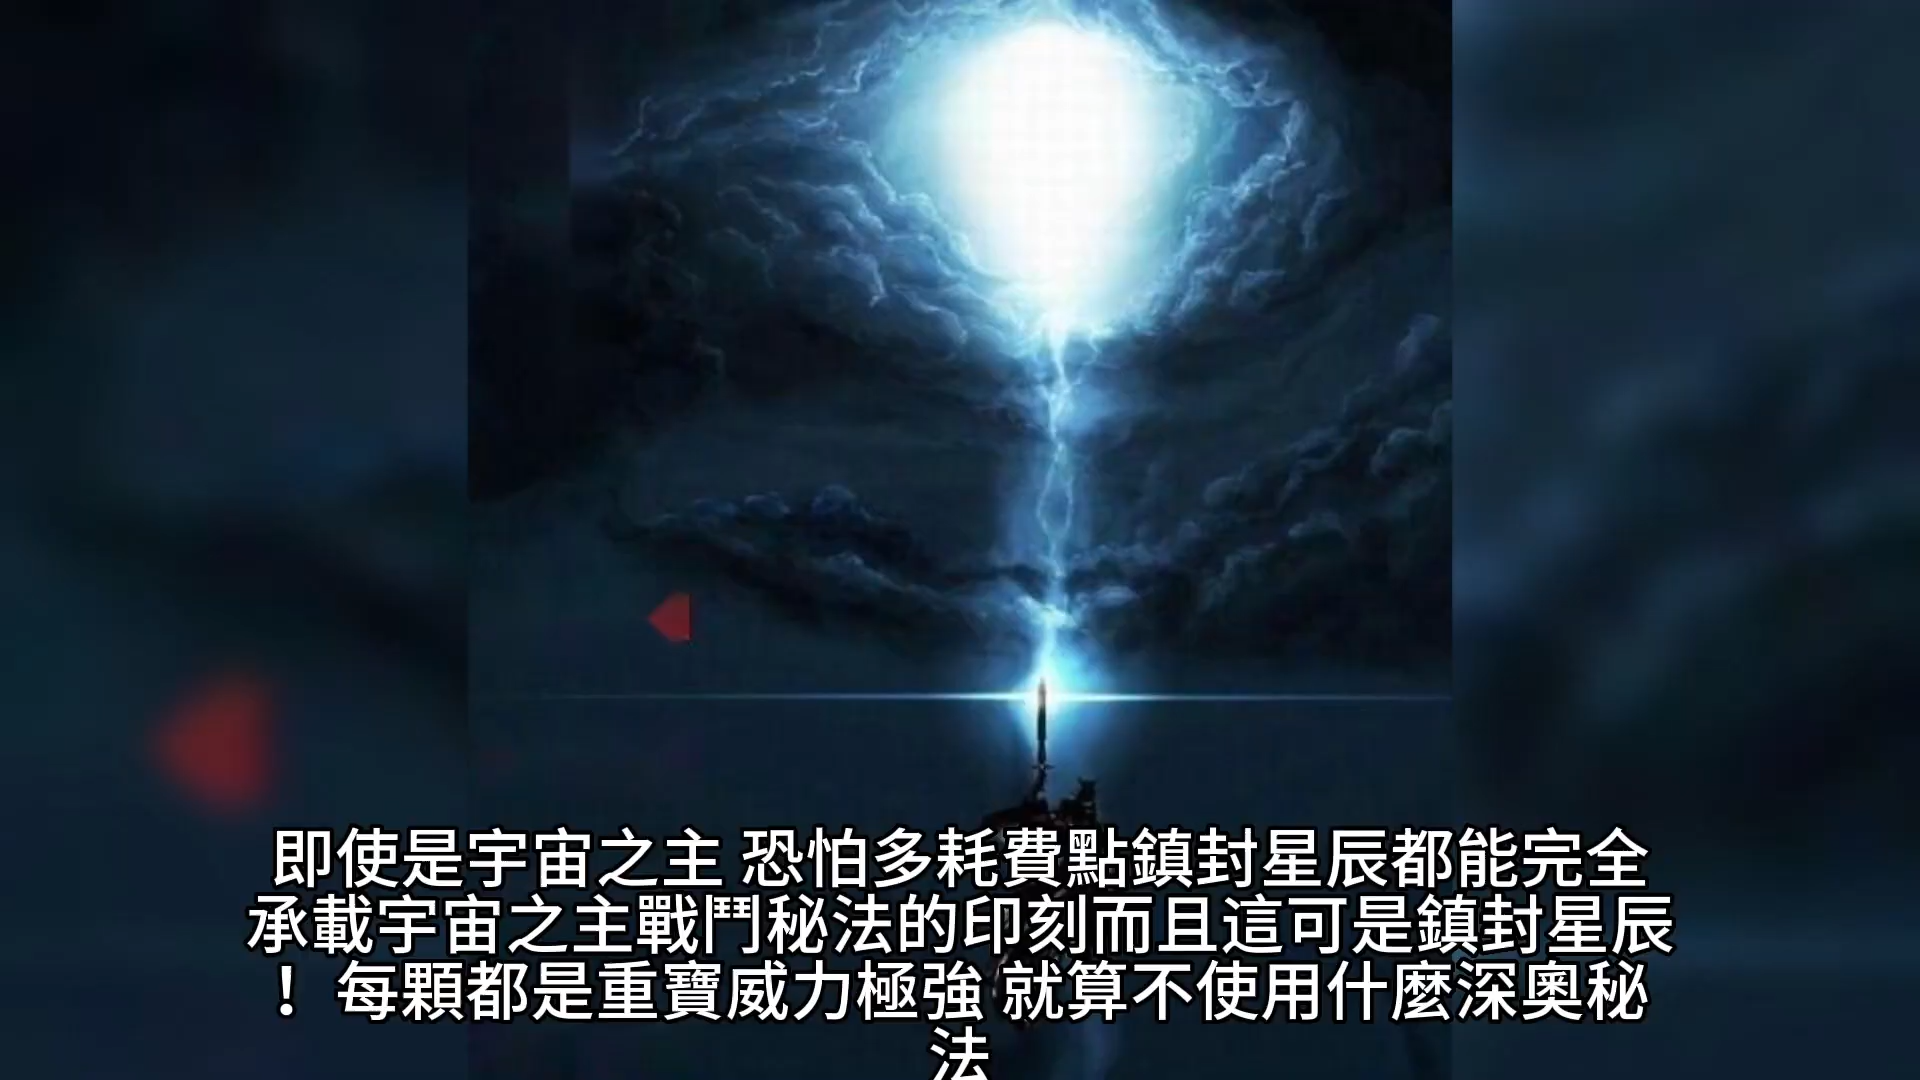 即使是宇宙之主 恐怕多耗費點鎮封星辰都能完全
承載宇宙之主戰鬥秘法的印刻而且這可是鎮封星辰
！ 每顆都是重寶威力極強 就算不使用什麼深奧秘
法